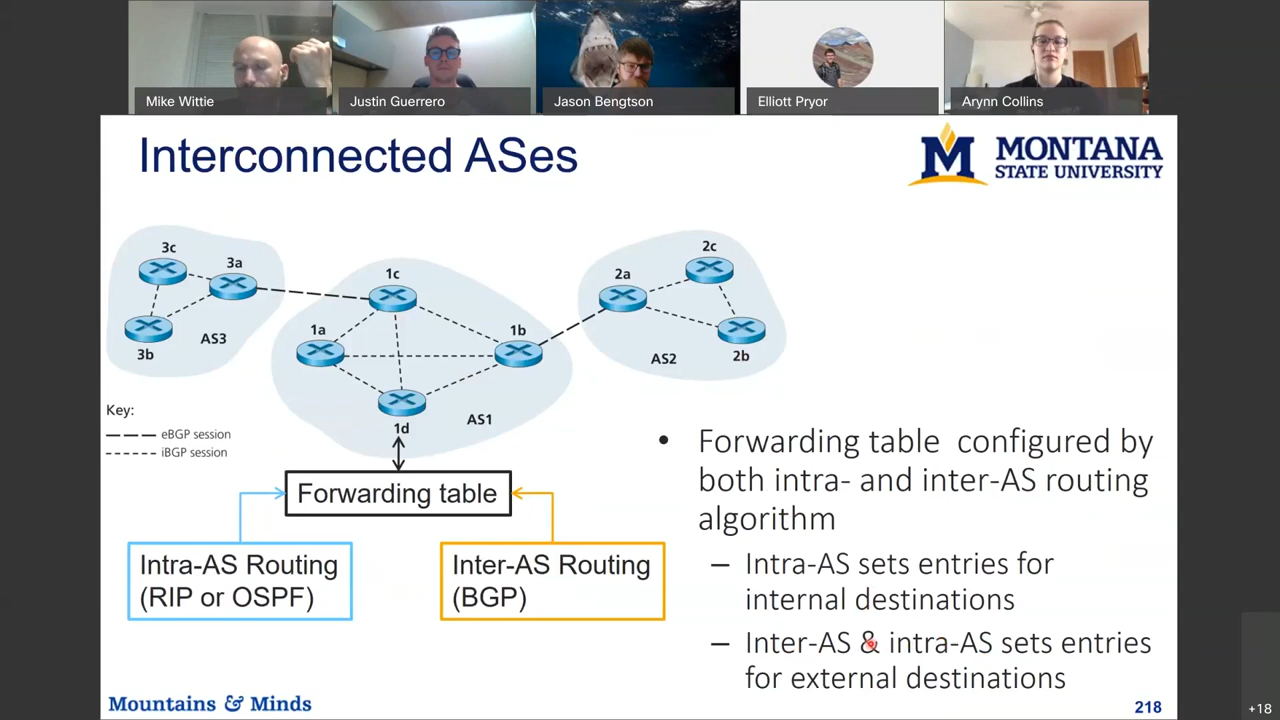 Mike Wittie
Justin Guerrero
Jason Bengtson
Elliott Pryor
Arynn Collins
Interconnected ASes
M MONTANA
STATE UNIVERSITY
3c
3a
3b
AS3
1c
1a
1b
1d
AS1
2c
2a
2b
AS2
Key:
eBGP session
iBGP session
Forwarding table
Intra-AS Routing
(RIP or OSPF)
Inter-AS Routing
(BGP)
• Forwarding table configured by
both intra- and inter-AS routing
algorithm
– Intra-AS sets entries for
internal destinations
– Inter-AS & intra-AS sets entries
for external destinations
Mountains & Minds
218
+18